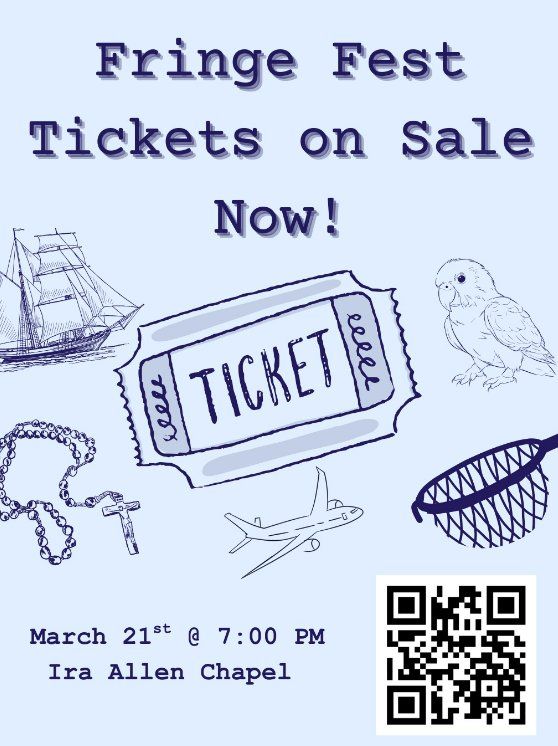 Fringe Fest
Tickets on Sale
Now!
TICKET
March 21st @ 7:00 PM
Ira Allen Chapel